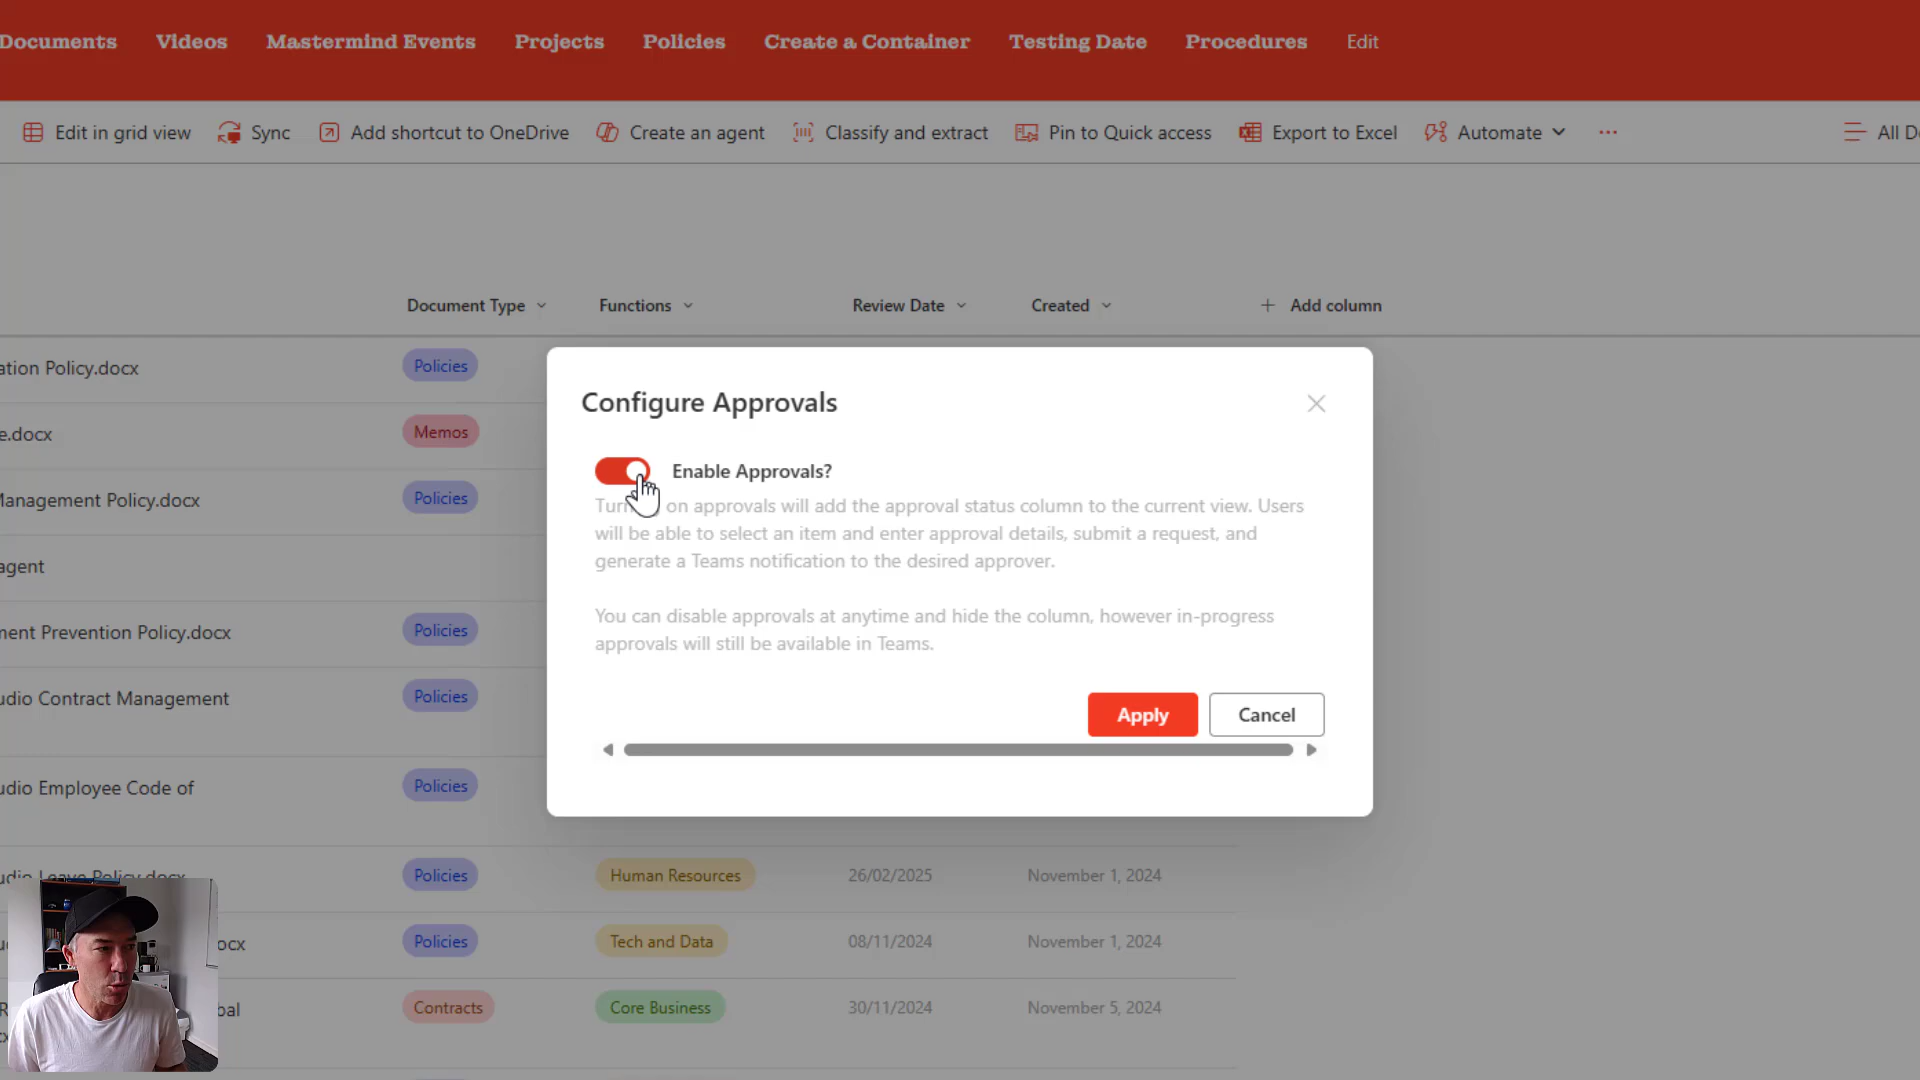 Documents Videos Mastermind Events Projects Policies Create a Container Testing Date Procedures Edit
Edit in grid view Sync Add shortcut to OneDrive Create an agent Classify and extract Pin to Quick access Export to Excel Automate All D
Document Type Functions Review Date Created + Add column
ation Policy.docx Policies
e.docx Memos
Management Policy.docx Policies
agent
ment Prevention Policy.docx Policies
udio Contract Management Policies
udio Employee Code of Policies
Configure Approvals
Enable Approvals?
Turn on approvals will add the approval status column to the current view. Users
will be able to select an item and enter approval details, submit a request, and
generate a Teams notification to the desired approver.
You can disable approvals at anytime and hide the column, however in-progress
approvals will still be available in Teams.
Apply Cancel
udio Leave Policy.docx Policies Human Resources 26/02/2025 November 1, 2024
ocx Policies Tech and Data 08/11/2024 November 1, 2024
bal Contracts Core Business 30/11/2024 November 5, 2024